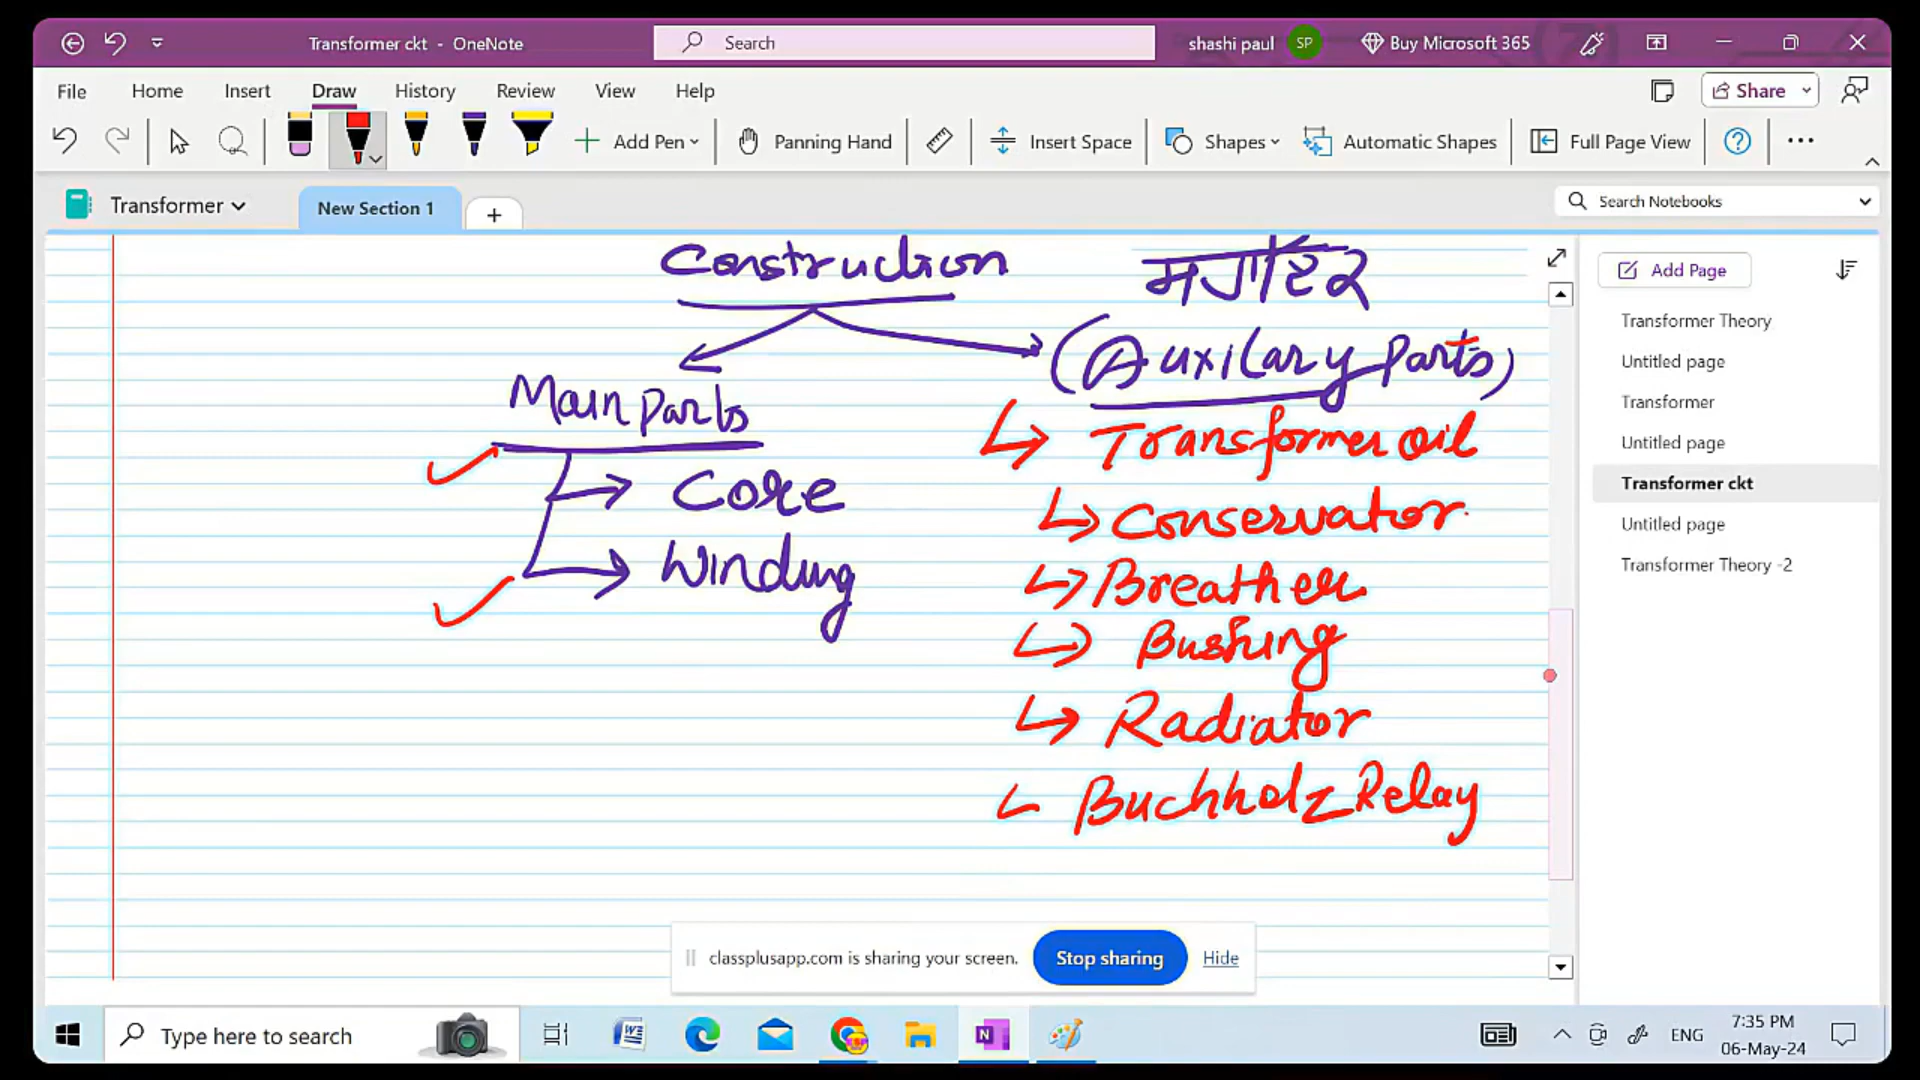 Transformer ckt - OneNote
Search
shashi paul SP
Buy Microsoft 365
File Home Insert Draw History Review View Help
Share
Add Pen
Panning Hand
Insert Space
Shapes
Automatic Shapes
Full Page View
Transformer
New Section 1
Search Notebooks
Construction
(Auxilary Parts)
Main Parts
Core
Winding
Transformer oil
Conservator
Breather
Bushing
Radiator
Buchholz Relay
Add Page
Transformer Theory
Untitled page
Transformer
Untitled page
Transformer ckt
Untitled page
Transformer Theory -2
classplusapp.com is sharing your screen.
Stop sharing
Hide
Type here to search
ENG
7:35 PM
06-May-24